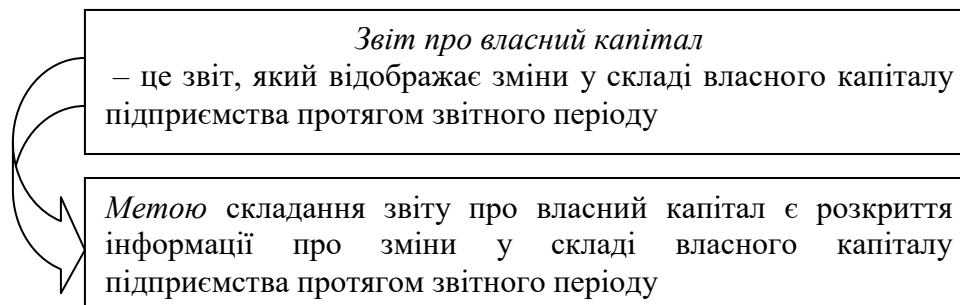 Звіт про власний капітал
– це звіт, який відображає зміни у складі власного капіталу
підприємства протягом звітного періоду
Метою складання звіту про власний капітал є розкриття
інформації про зміни у складі власного капіталу
підприємства протягом звітного періоду